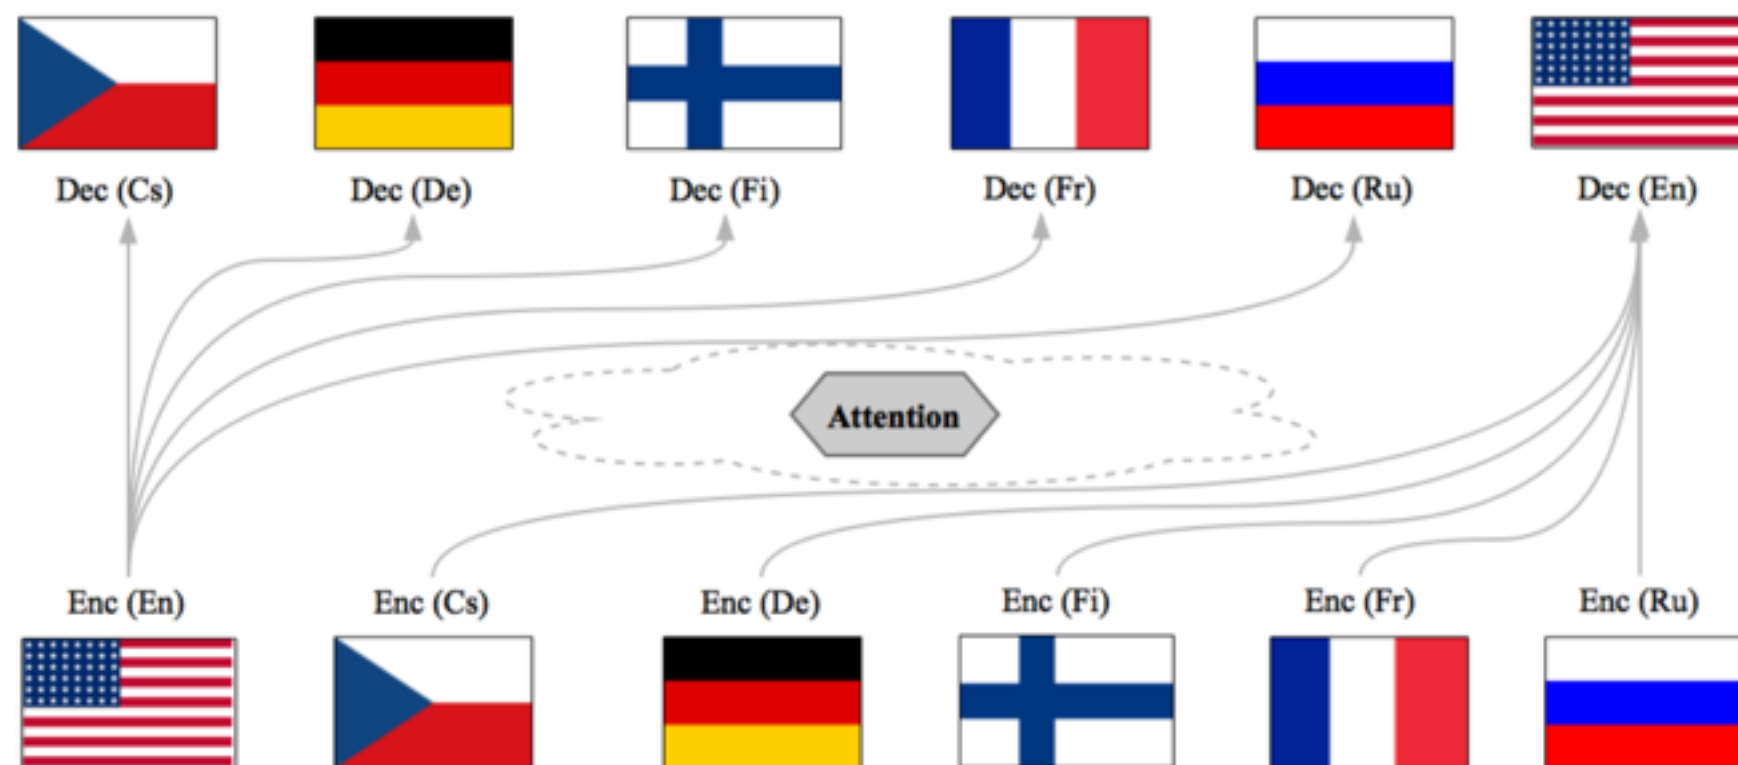 Dec (Cs) Dec (De) Dec (Fi) Dec (Fr) Dec (Ru) Dec (En)
Attention
Enc (En) Enc (Cs) Enc (De) Enc (Fi) Enc (Fr) Enc (Ru)